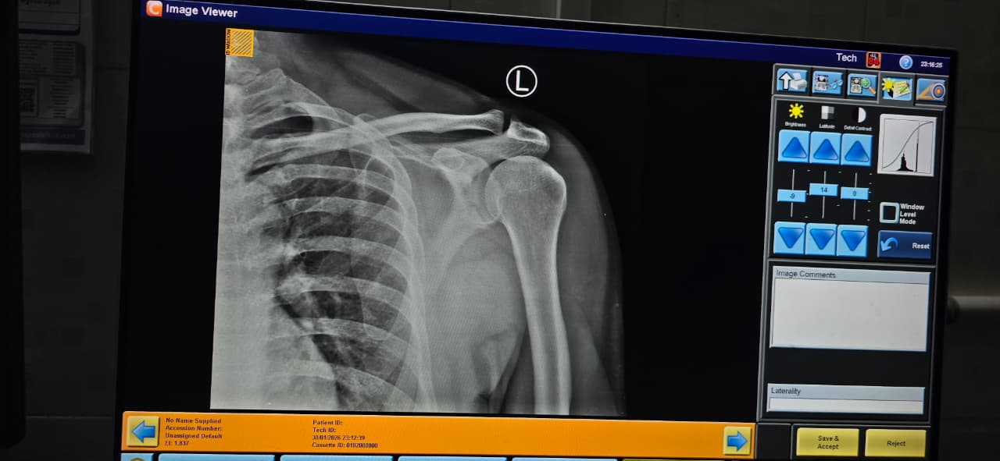 Image Viewer
Tech
23:16:25
L
Brightness
Latitude
Detail Contrast
-9
14
8
Window
Level
Mode
Reset
Image Comments
Laterality
No Name Supplied
Accession Number:
Unassigned Default
EI: 1,837
Patient ID:
Tech ID:
30/01/2026 23:12:39
Cassette ID: 0102000000
Save &
Accept
Reject